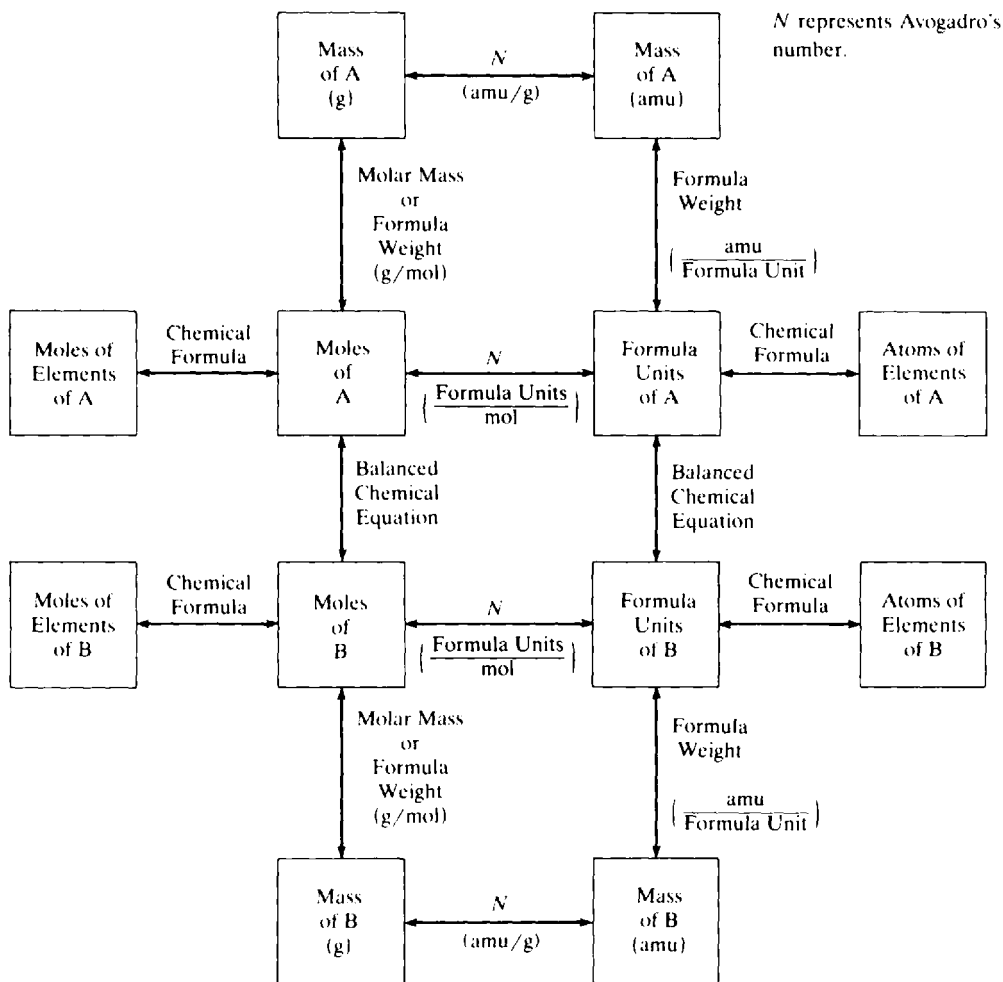 N represents Avogadro's
number.
Mass
of A
(g)
N
(amu/g)
Mass
of A
(amu)
Molar Mass
or
Formula
Weight
(g/mol)
Formula
Weight
(amu
Formula Unit)
Moles of
Elements
of A
Chemical
Formula
Moles
of
A
N
(Formula Units
mol)
Formula
Units
of A
Chemical
Formula
Atoms of
Elements
of A
Balanced
Chemical
Equation
Balanced
Chemical
Equation
Moles of
Elements
of B
Chemical
Formula
Moles
of
B
N
(Formula Units
mol)
Formula
Units
of B
Chemical
Formula
Atoms of
Elements
of B
Molar Mass
or
Formula
Weight
(g/mol)
Formula
Weight
(amu
Formula Unit)
Mass
of B
(g)
N
(amu/g)
Mass
of B
(amu)